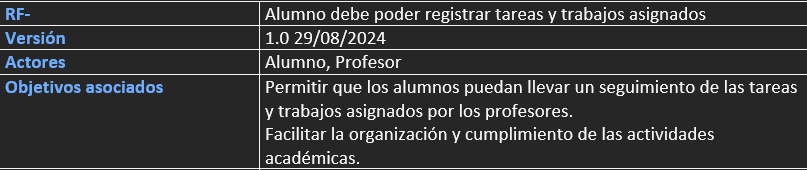 RF- Alumno debe poder registrar tareas y trabajos asignados
Versión 1.0 29/08/2024
Actores Alumno, Profesor
Objetivos asociados Permitir que los alumnos puedan llevar un seguimiento de las tareas
y trabajos asignados por los profesores.
Facilitar la organización y cumplimiento de las actividades
académicas.